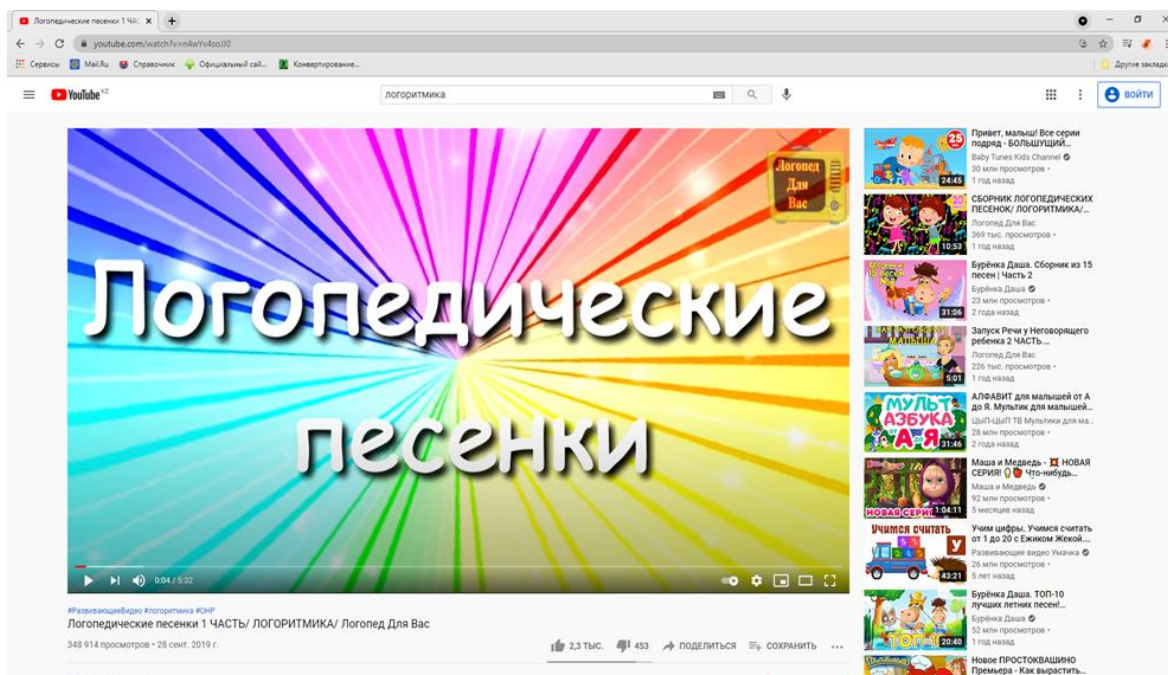 Логопедические песенки 1 ЧАС
youtube.com/watch?v=n4wYv4soJI0
Сервисы
Mail.Ru
Справочник
Официальный сай...
Конвертирование...
Другие закладки
YouTube KZ
логоритмика
ВОЙТИ
Логопед
Для
Вас
Логопедические
песенки
0:04 / 5:32
#РазвивающееВидео #логоритмика #ОНР
Логопедические песенки 1 ЧАСТЬ/ ЛОГОРИТМИКА/ Логопед Для Вас
348 914 просмотров • 28 сент. 2019 г.
2,3 ТЫС.
453
ПОДЕЛИТЬСЯ
СОХРАНИТЬ
25
24:45
Привет, малыш! Все серии
подряд - БОЛЬШУЩИЙ...
Baby Tunes Kids Channel
30 млн просмотров •
1 год назад
20
10:53
СБОРНИК ЛОГОПЕДИЧЕСКИХ
ПЕСЕНОК/ ЛОГОРИТМИКА/...
Логопед Для Вас
369 тыс. просмотров •
1 год назад
31:06
Бурёнка Даша. Сборник из 15
песен | Часть 2
Бурёнка Даша
23 млн просмотров •
2 года назад
МАЛЫША
5:01
Запуск Речи у Неговорящего
ребенка 2 ЧАСТЬ....
Логопед Для Вас
226 тыс. просмотров •
1 год назад
МУЛЬТ
АЗБУКА
от А до Я
31:46
АЛФАВИТ для малышей от А
до Я. Мультик для малышей...
ЦЫП-ЦЫП ТВ Мультики для ма...
28 млн просмотров •
2 года назад
НОВАЯ СЕРИЯ
1:04:11
Маша и Медведь - НОВАЯ
СЕРИЯ! Что-нибудь...
Маша и Медведь
92 млн просмотров •
5 месяцев назад
Учимся считать
У
43:21
Учим цифры. Учимся считать
от 1 до 20 с Ежиком Жекой....
Развивающие видео Умачка
26 млн просмотров •
5 лет назад
ТОП 10
20:40
Бурёнка Даша. ТОП-10
лучших летних песен!...
Бурёнка Даша
52 млн просмотров •
1 год назад
Новое ПРОСТОКВАШИНО
Премьера - Как вырастить...